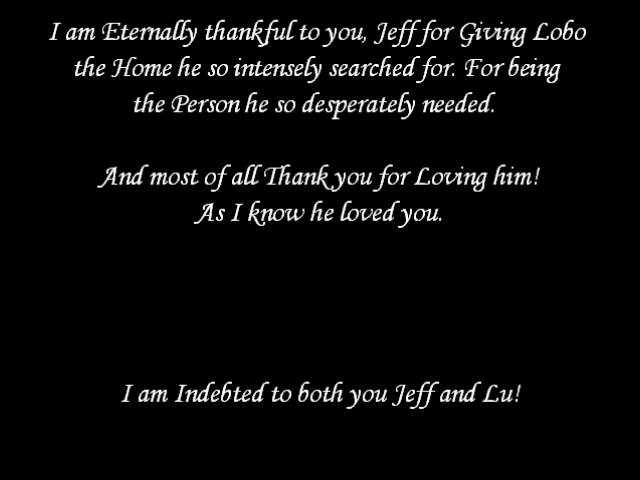 I am Eternally thankful to you, Jeff for Giving Lobo
the Home he so intensely searched for. For being
the Person he so desperately needed.
And most of all Thank you for Loving him!
As I know he loved you.
I am Indebted to both you Jeff and Lu!